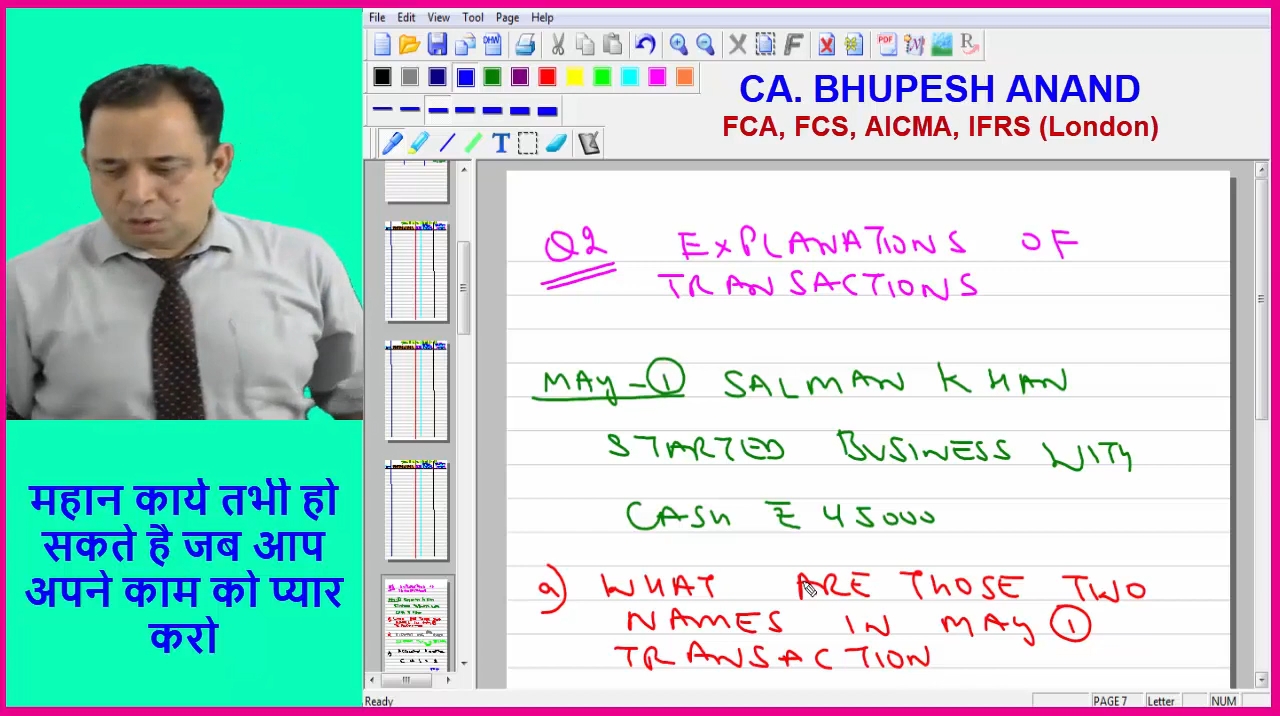 File Edit View Tool Page Help
CA. BHUPESH ANAND
FCA, FCS, AICMA, IFRS (London)
Q2 EXPLANATIONS OF
TRANSACTIONS
MAY-① SALMAN KHAN
STARTED BUSINESS WITH
CASH ₹ 45000
a) WHAT ARE THOSE TWO
NAMES IN MAY ①
TRANSACTION
महान कार्य तभी हो
सकते है जब आप
अपने काम को प्यार
करो
Ready PAGE 7 Letter NUM